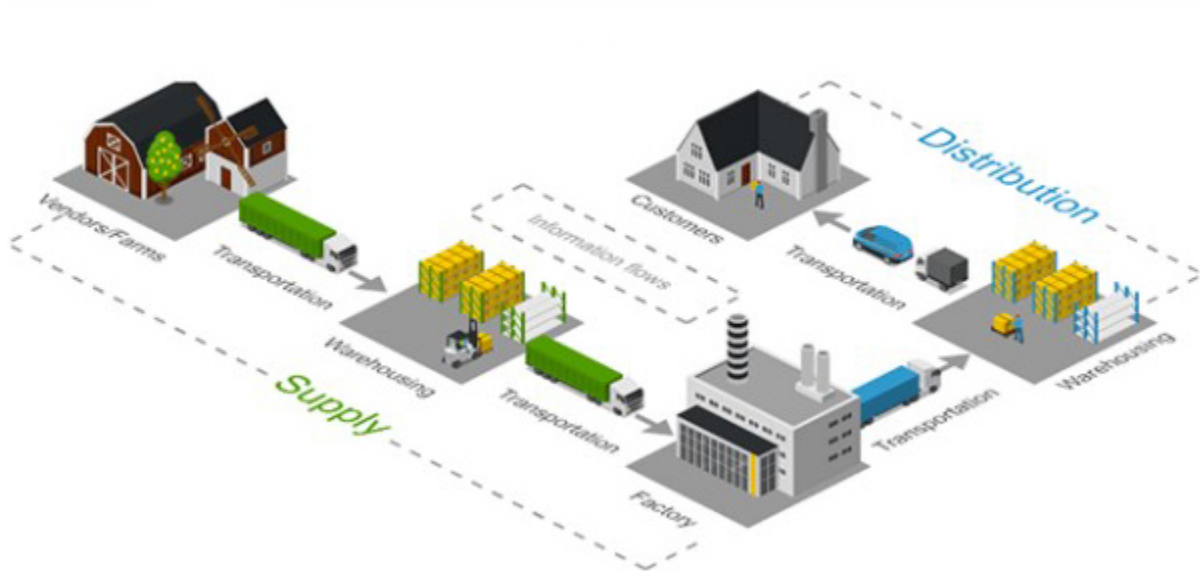 Vendors/Farms
Transportation
Warehousing
Transportation
Factory
Transportation
Warehousing
Transportation
Customers
Information flows
Supply
Distribution